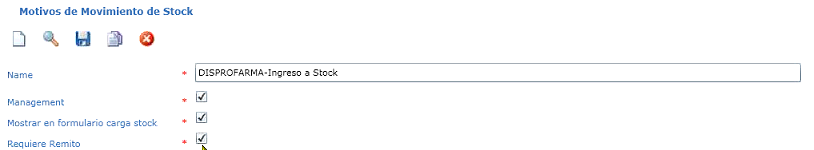 Motivos de Movimiento de Stock
Name * DISPROFARMA-Ingreso a Stock
Management *
Mostrar en formulario carga stock *
Requiere Remito *